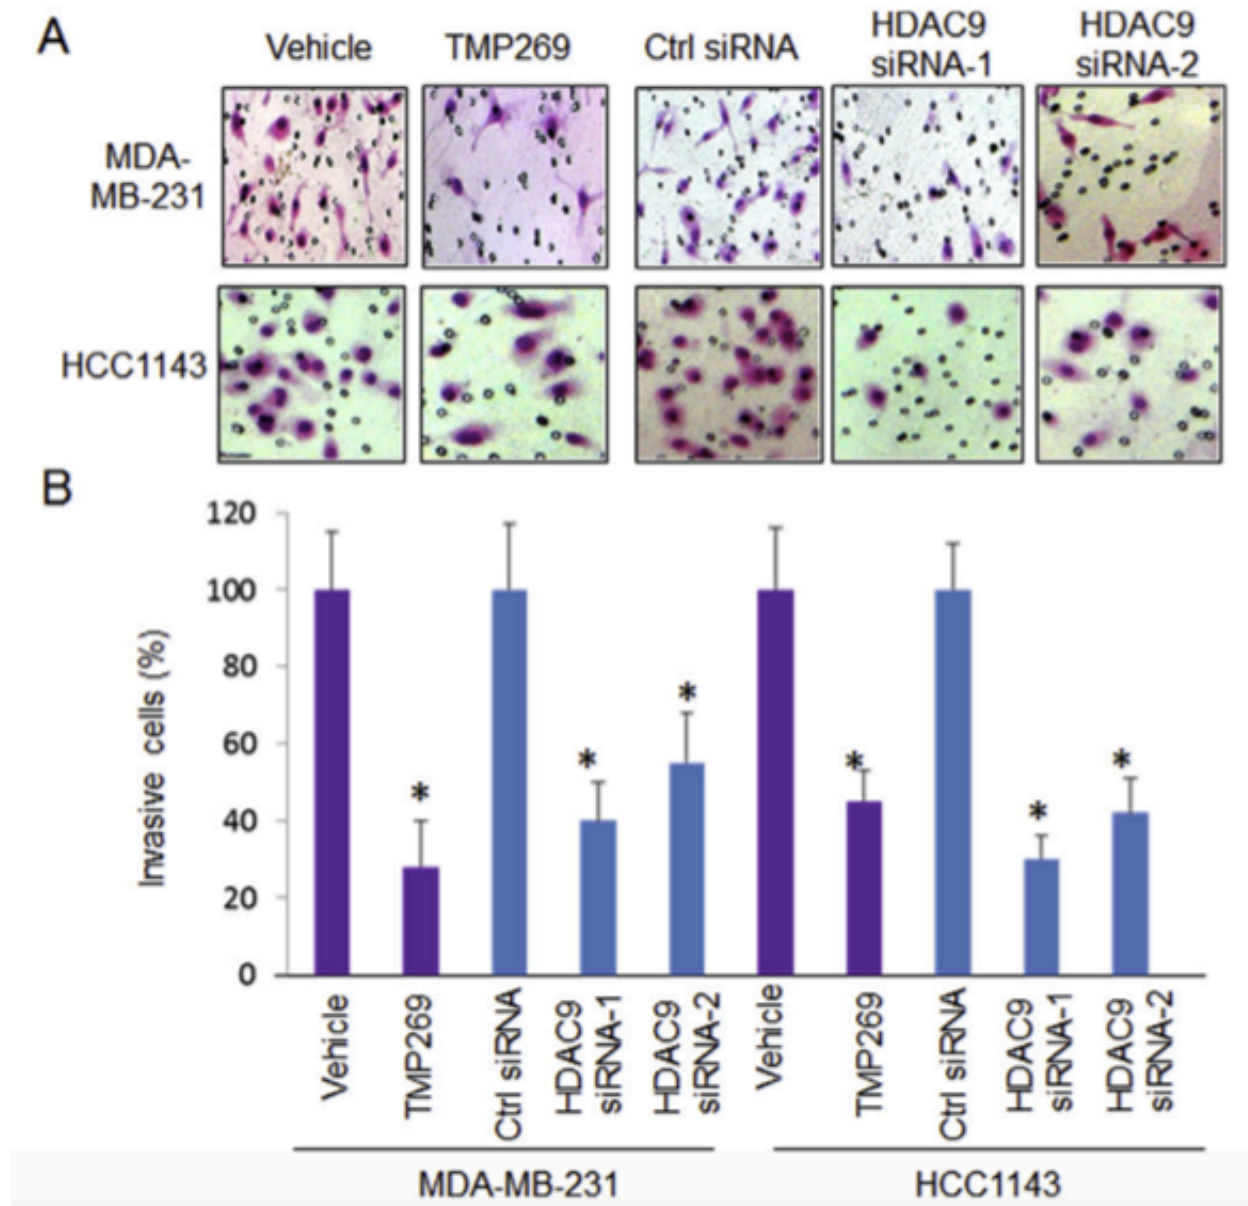 A
Vehicle
TMP269
Ctrl siRNA
HDAC9
siRNA-1
HDAC9
siRNA-2
MDA-
MB-231
HCC1143
B
120
100
80
60
40
20
0
Invasive cells (%)
*
*
*
*
*
*
Vehicle
TMP269
Ctrl siRNA
HDAC9
siRNA-1
HDAC9
siRNA-2
Vehicle
TMP269
Ctrl siRNA
HDAC9
siRNA-1
HDAC9
siRNA-2
MDA-MB-231
HCC1143